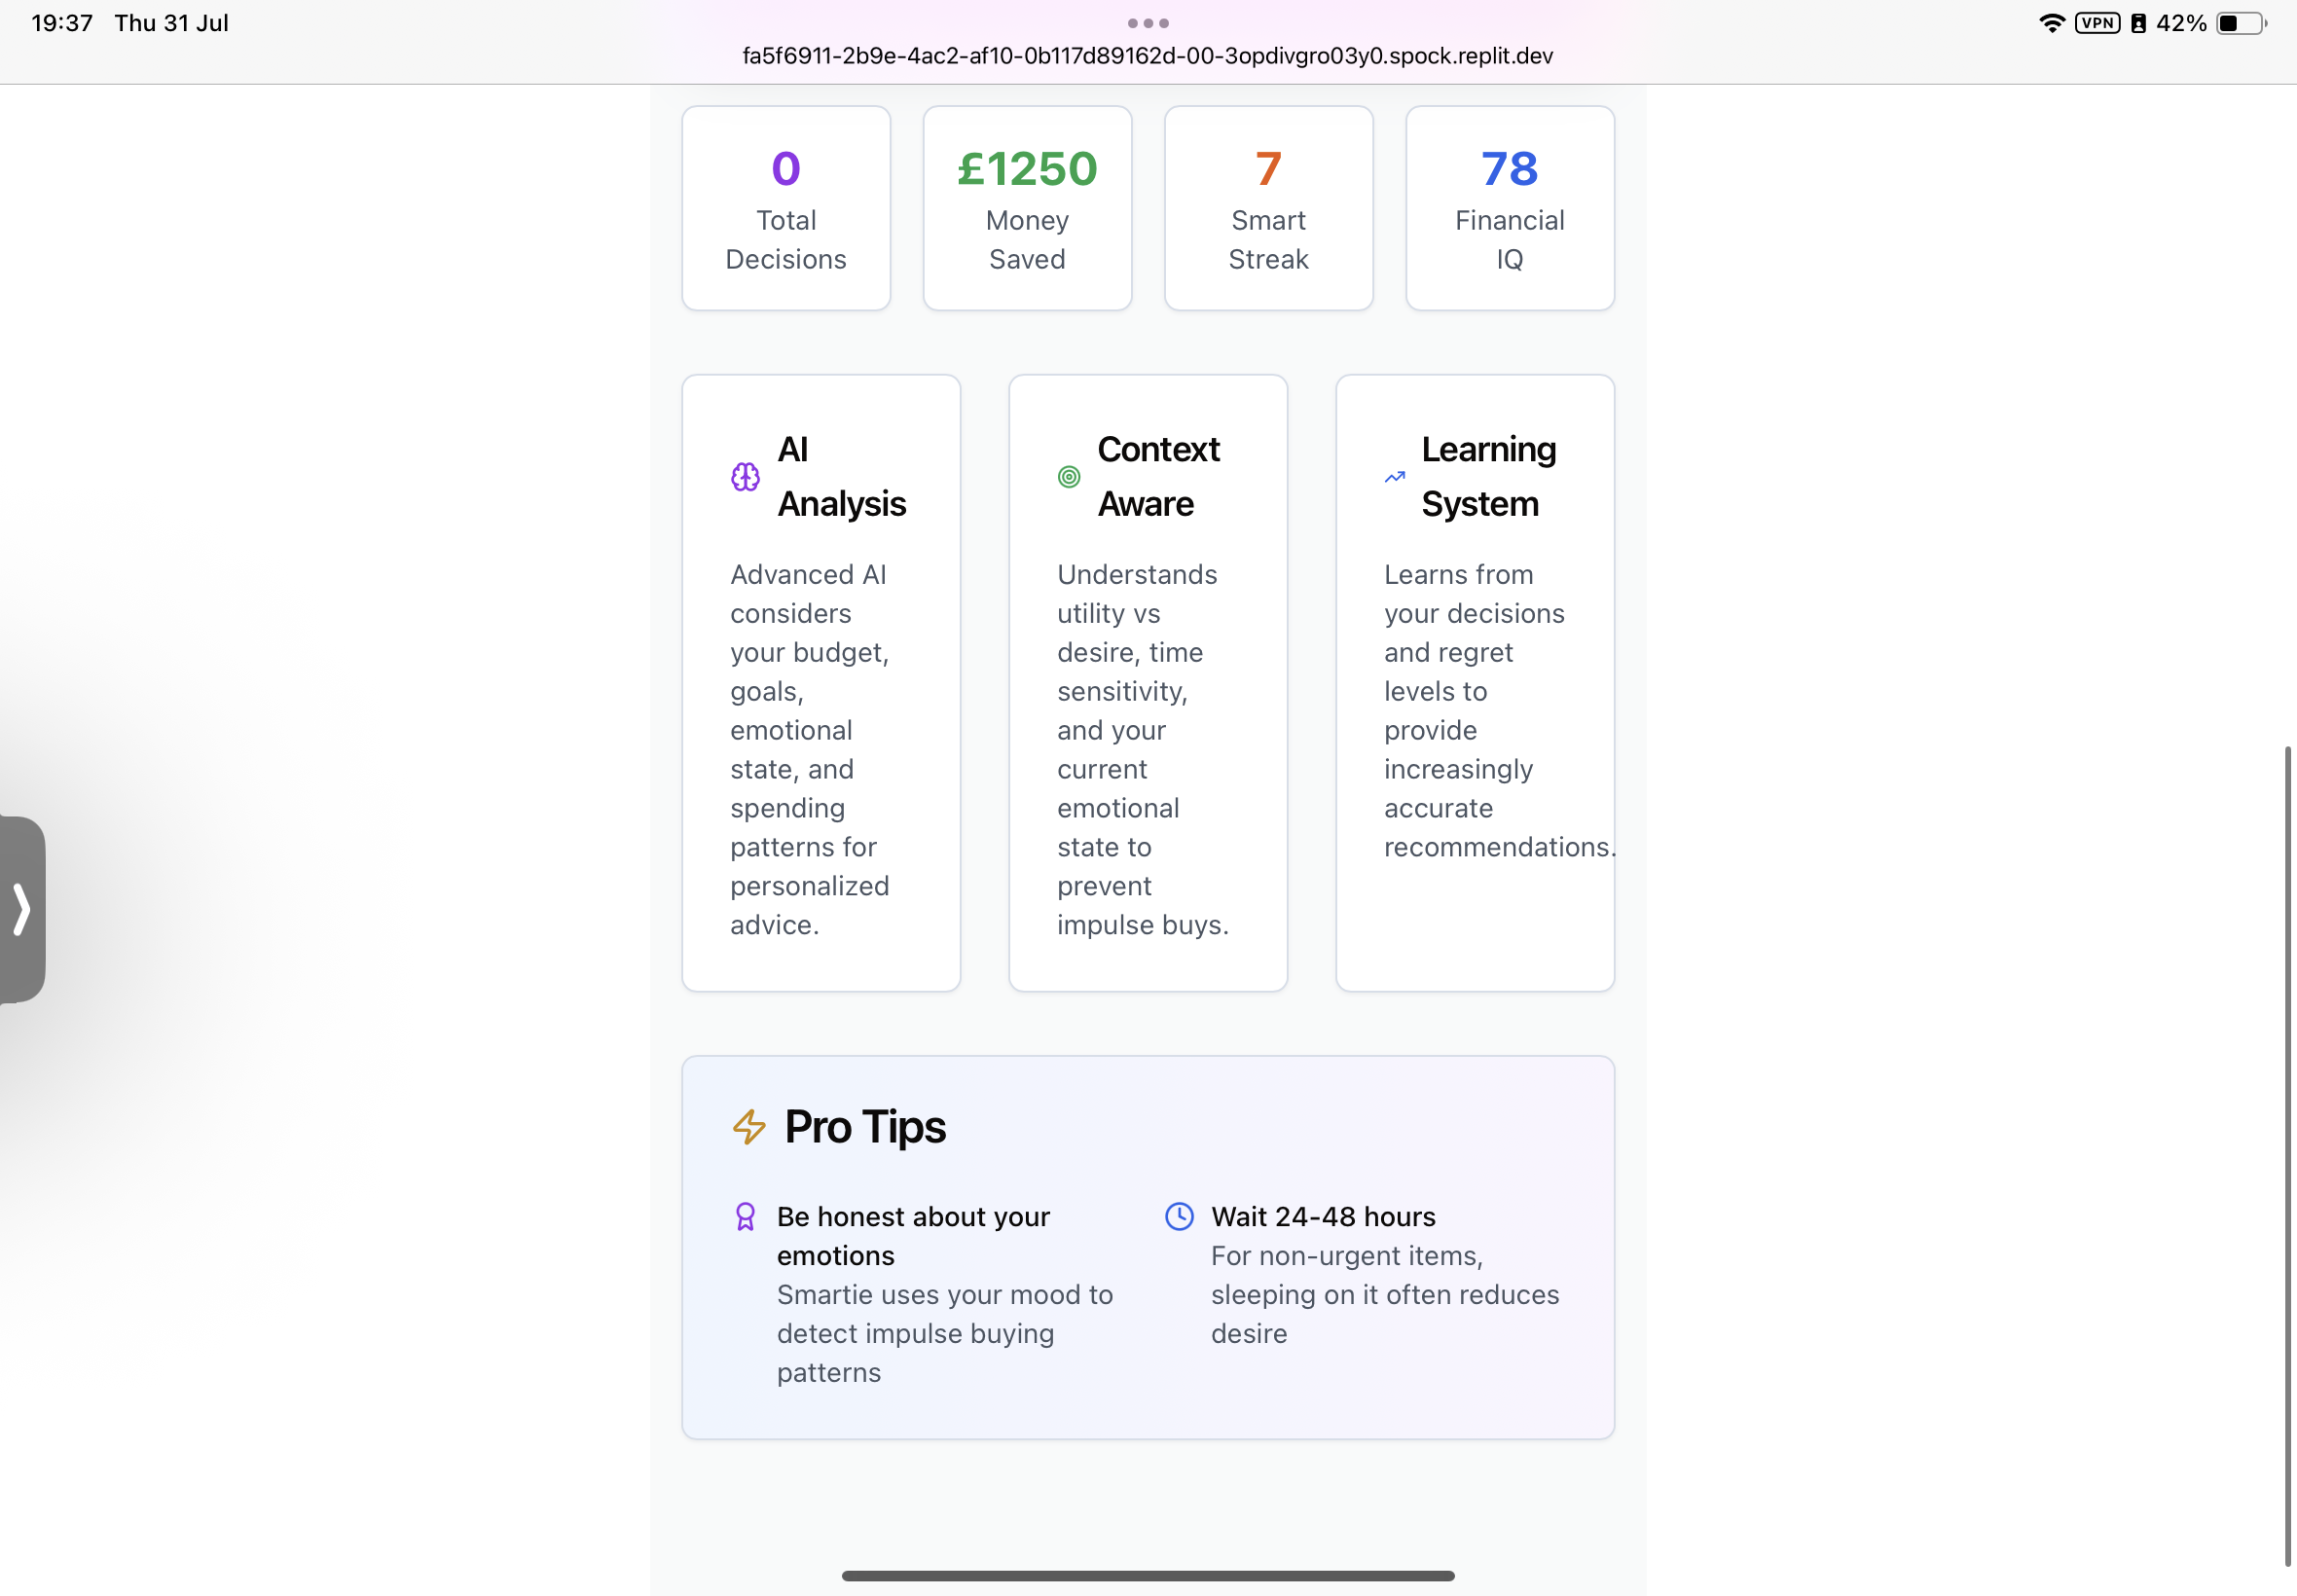 19:37 Thu 31 Jul
VPN 42%
fa5f6911-2b9e-4ac2-af10-0b117d89162d-00-3opdivgro03y0.spock.replit.dev
0
Total
Decisions
£1250
Money
Saved
7
Smart
Streak
78
Financial
IQ
AI
Analysis
Advanced AI
considers
your budget,
goals,
emotional
state, and
spending
patterns for
personalized
advice.
Context
Aware
Understands
utility vs
desire, time
sensitivity,
and your
current
emotional
state to
prevent
impulse buys.
Learning
System
Learns from
your decisions
and regret
levels to
provide
increasingly
accurate
recommendations.
Pro Tips
Be honest about your
emotions
Smartie uses your mood to
detect impulse buying
patterns
Wait 24-48 hours
For non-urgent items,
sleeping on it often reduces
desire